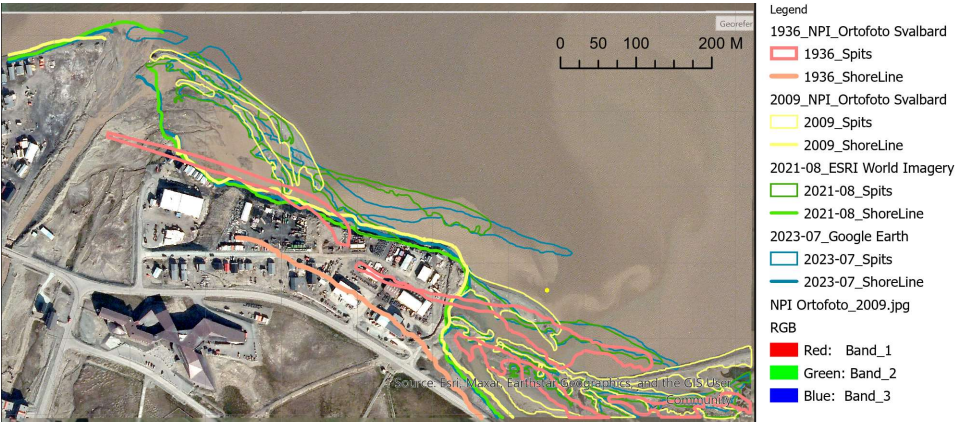 Georefer
0 50 100 200 M
Source: Esri, Maxar, Earthstar Geographics, and the GIS User
Community
Legend
1936_NPI_Ortofoto Svalbard
1936_Spits
1936_ShoreLine
2009_NPI_Ortofoto Svalbard
2009_Spits
2009_ShoreLine
2021-08_ESRI World Imagery
2021-08_Spits
2021-08_ShoreLine
2023-07_Google Earth
2023-07_Spits
2023-07_ShoreLine
NPI Ortofoto_2009.jpg
RGB
Red: Band_1
Green: Band_2
Blue: Band_3